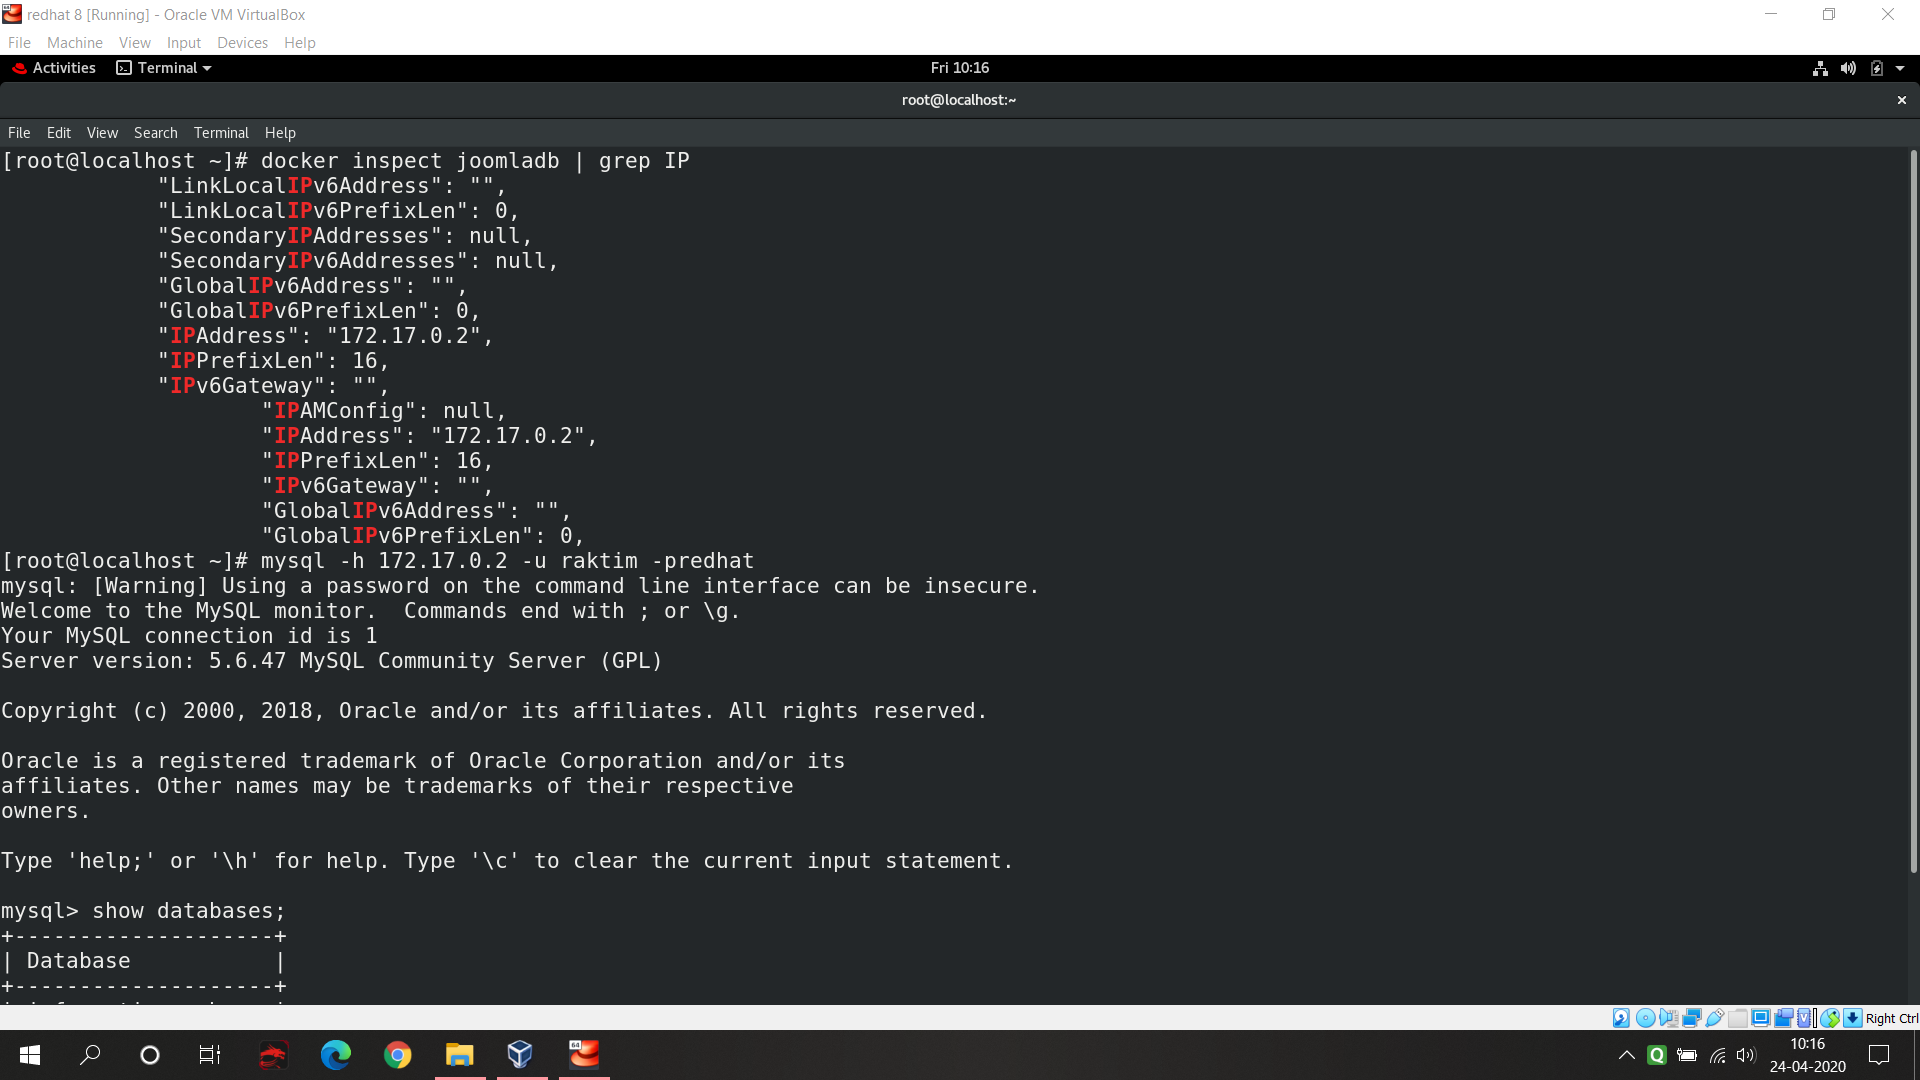 redhat 8 [Running] - Oracle VM VirtualBox
File Machine View Input Devices Help
Activities Terminal Fri 10:16
root@localhost:~
File Edit View Search Terminal Help
[root@localhost ~]# docker inspect joomladb | grep IP
"LinkLocalIPv6Address": "",
"LinkLocalIPv6PrefixLen": 0,
"SecondaryIPAddresses": null,
"SecondaryIPv6Addresses": null,
"GlobalIPv6Address": "",
"GlobalIPv6PrefixLen": 0,
"IPAddress": "172.17.0.2",
"IPPrefixLen": 16,
"IPv6Gateway": "",
"IPAMConfig": null,
"IPAddress": "172.17.0.2",
"IPPrefixLen": 16,
"IPv6Gateway": "",
"GlobalIPv6Address": "",
"GlobalIPv6PrefixLen": 0,
[root@localhost ~]# mysql -h 172.17.0.2 -u raktim -predhat
mysql: [Warning] Using a password on the command line interface can be insecure.
Welcome to the MySQL monitor.  Commands end with ; or \g.
Your MySQL connection id is 1
Server version: 5.6.47 MySQL Community Server (GPL)
Copyright (c) 2000, 2018, Oracle and/or its affiliates. All rights reserved.
Oracle is a registered trademark of Oracle Corporation and/or its
affiliates. Other names may be trademarks of their respective
owners.
Type 'help;' or '\h' for help. Type '\c' to clear the current input statement.
mysql> show databases;
+--------------------+
| Database           |
+--------------------+
Right Ctrl
64
Q
10:16
24-04-2020